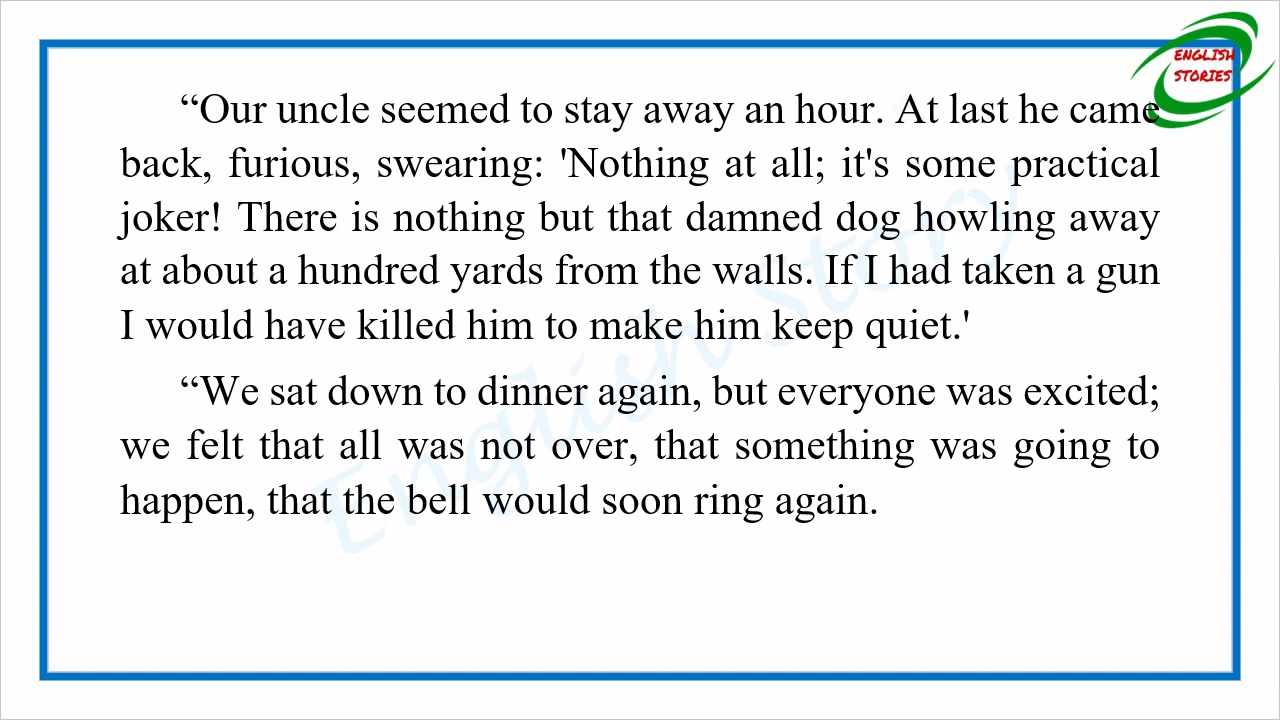 ENGLISH
STORIES
“Our uncle seemed to stay away an hour. At last he came
back, furious, swearing: 'Nothing at all; it's some practical
joker! There is nothing but that damned dog howling away
at about a hundred yards from the walls. If I had taken a gun
I would have killed him to make him keep quiet.'
“We sat down to dinner again, but everyone was excited;
we felt that all was not over, that something was going to
happen, that the bell would soon ring again.
English Story